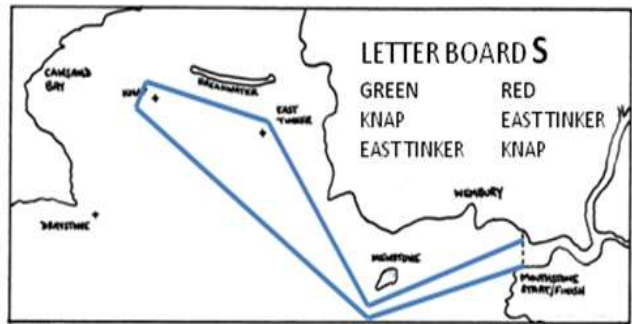 LETTER BOARD S
GREEN RED
KNAP EAST TINKER
EAST TINKER KNAP
CAWSAND
BAY
BREAKWATER
EAST
TINKER
DRAYSTONE
WEMBURY
MEWSTONE
MOUTHSTONE
START/FINISH